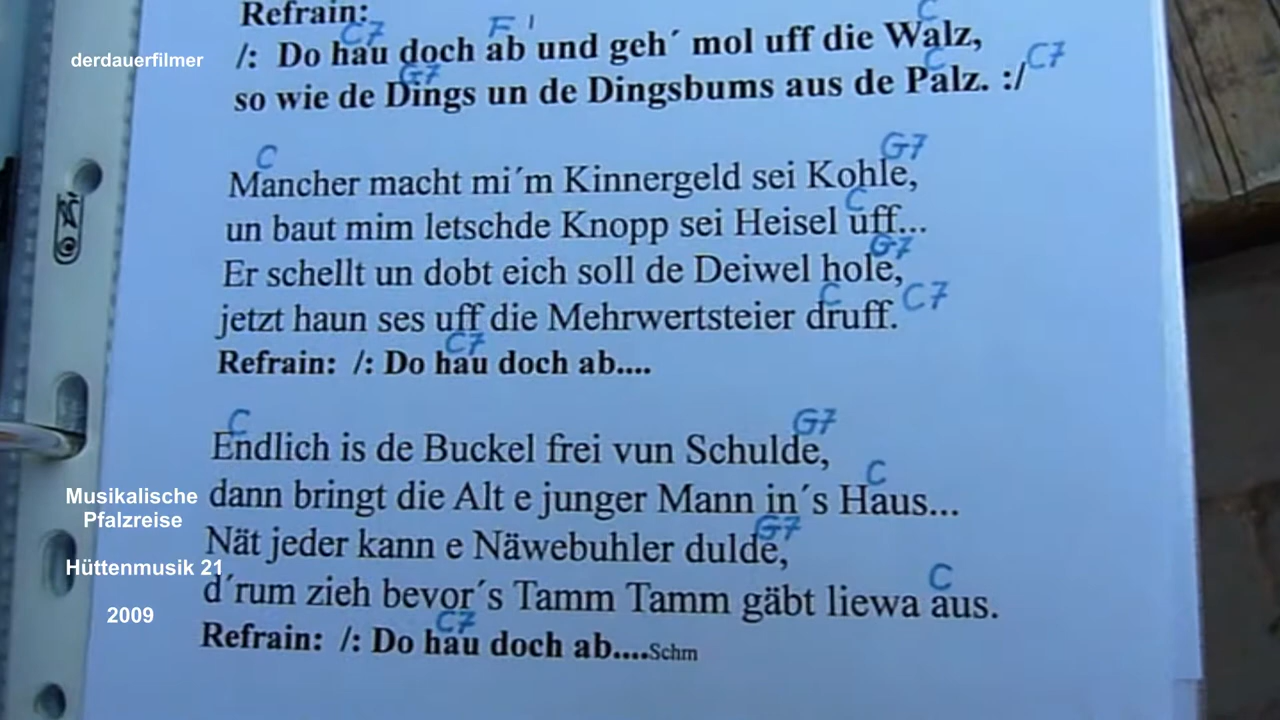 Refrain:
C7 F C
/: Do hau doch ab und geh´ mol uff die Walz,
G7 C C7
so wie de Dings un de Dingsbums aus de Palz. :/
C G7
Mancher macht mi´m Kinnergeld sei Kohle,
C
un baut mim letschde Knopp sei Heisel uff...
G7
Er schellt un dobt eich soll de Deiwel hole,
C C7
jetzt haun ses uff die Mehrwertsteier druff.
C7
Refrain: /: Do hau doch ab....
C G7
Endlich is de Buckel frei vun Schulde,
C
dann bringt die Alt e junger Mann in´s Haus...
G7
Nät jeder kann e Näwebuhler dulde,
C
d´rum zieh bevor´s Tamm Tamm gäbt liewa aus.
C7
Refrain: /: Do hau doch ab....Schm
derdauerfilmer
Musikalische
Pfalzreise
Hüttenmusik 21
2009